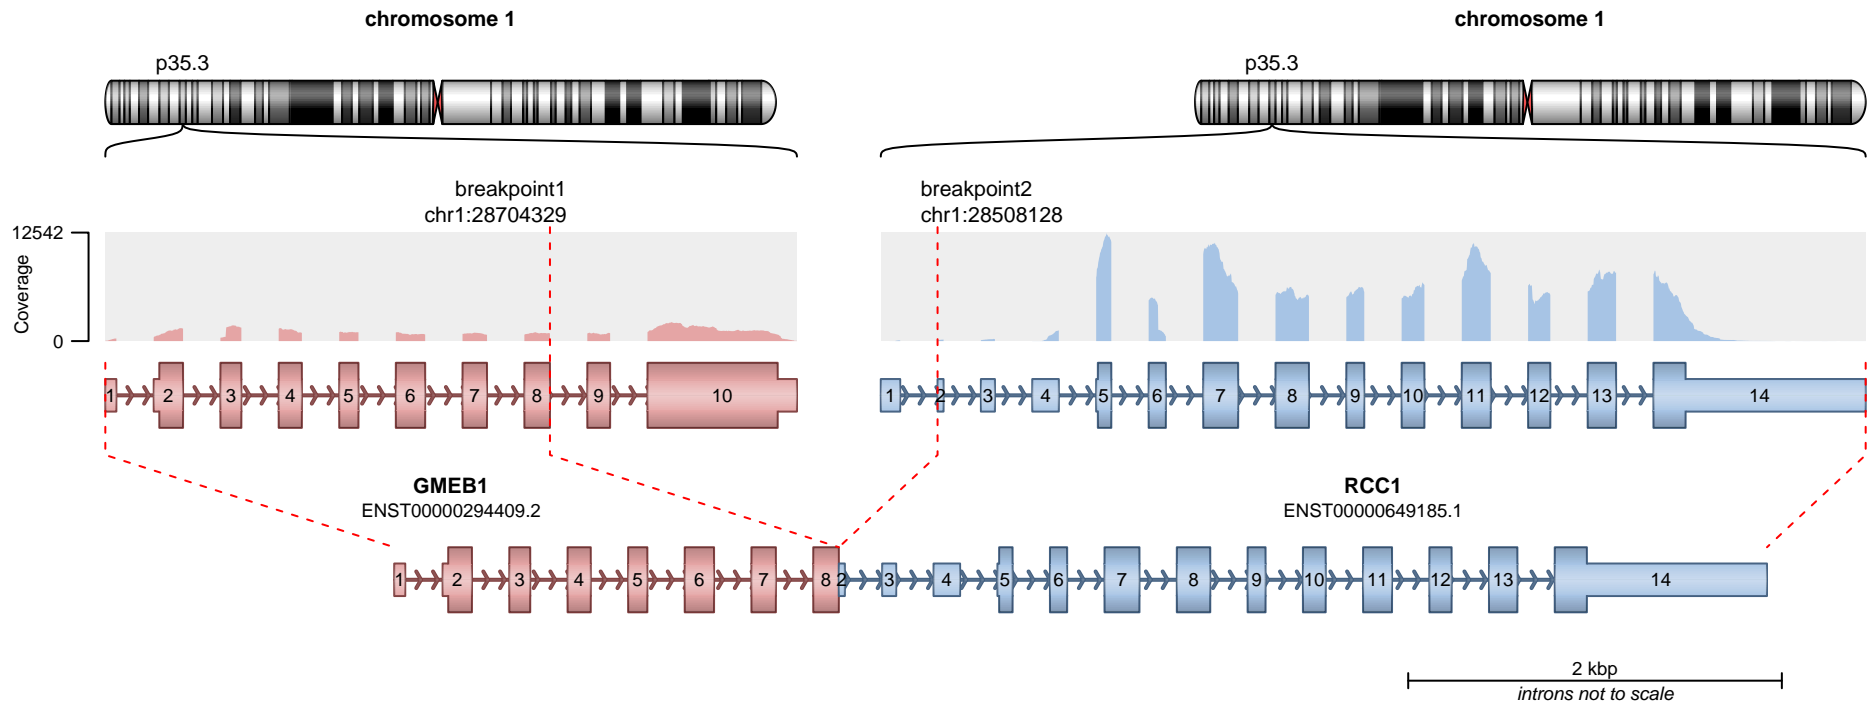 chromosome 1
chromosome 1
p35.3
p35.3
breakpoint1
chr1:28704329
breakpoint2
chr1:28508128
12542
Coverage
0
1 2 3 4 5 6 7 8 9 10
1 2 3 4 5 6 7 8 9 10 11 12 13 14
GMEB1
ENST00000294409.2
RCC1
ENST00000649185.1
1 2 3 4 5 6 7 8 2 3 4 5 6 7 8 9 10 11 12 13 14
2 kbp
introns not to scale